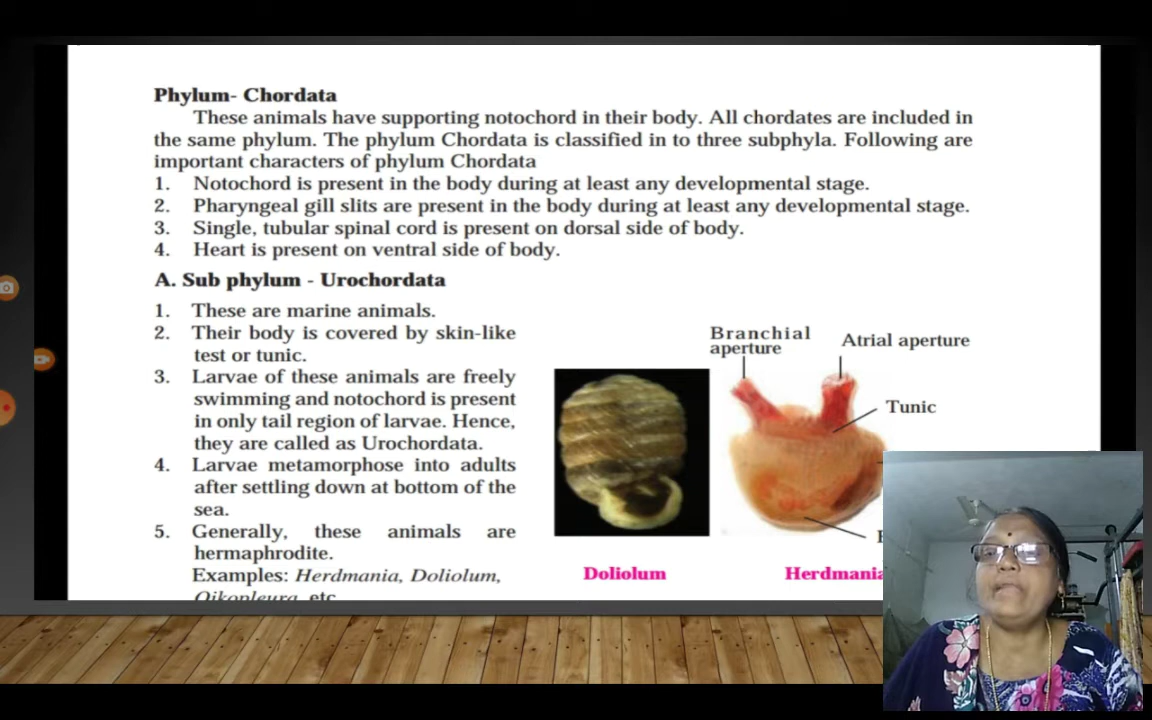 Phylum- Chordata
These animals have supporting notochord in their body. All chordates are included in
the same phylum. The phylum Chordata is classified in to three subphyla. Following are
important characters of phylum Chordata
1. Notochord is present in the body during at least any developmental stage.
2. Pharyngeal gill slits are present in the body during at least any developmental stage.
3. Single, tubular spinal cord is present on dorsal side of body.
4. Heart is present on ventral side of body.
A. Sub phylum - Urochordata
1. These are marine animals.
2. Their body is covered by skin-like
test or tunic.
3. Larvae of these animals are freely
swimming and notochord is present
in only tail region of larvae. Hence,
they are called as Urochordata.
4. Larvae metamorphose into adults
after settling down at bottom of the
sea.
5. Generally, these animals are
hermaphrodite.
Examples: Herdmania, Doliolum,
Oikopleura, etc
Branchial
aperture
Atrial aperture
Tunic
Doliolum
Herdmania